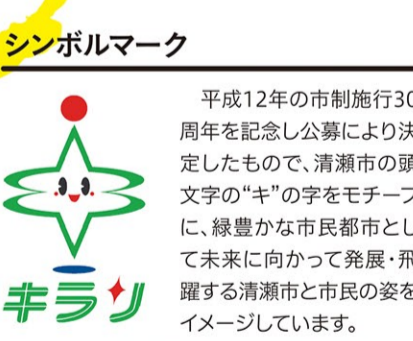 シンボルマーク
平成12年の市制施行30
周年を記念し公募により決
定したもので、清瀬市の頭
文字の“キ”の字をモチーフ
に、緑豊かな市民都市とし
て未来に向かって発展・飛
躍する清瀬市と市民の姿を
イメージしています。
キラリ